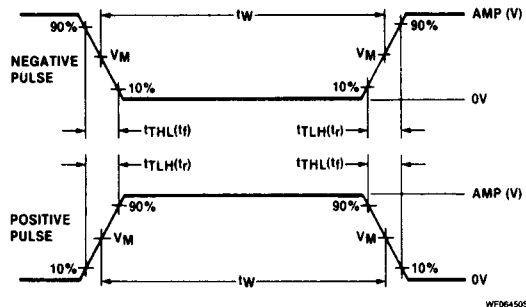 tW
AMP (V)
90%
90%
NEGATIVE
PULSE
VM
VM
10%
10%
0V
tTHL(tf)
tTLH(tr)
tTLH(tr)
tTHL(tf)
AMP (V)
90%
90%
POSITIVE
PULSE
VM
VM
10%
10%
tW
0V
WF06450S